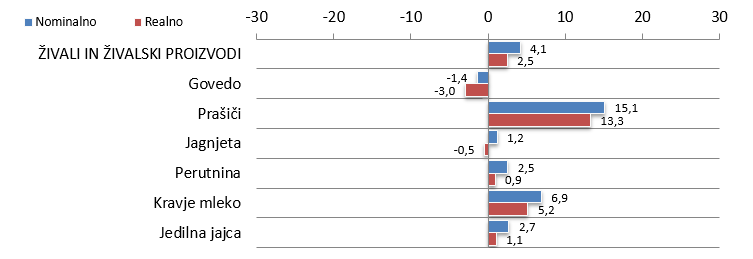 Nominalno Realno
-30 -20 -10 0 10 20 30
ŽIVALI IN ŽIVALSKI PROIZVODI 4,1
2,5
Govedo -1,4
-3,0
Prašiči 15,1
13,3
Jagnjeta 1,2
-0,5
Perutnina 2,5
0,9
Kravje mleko 6,9
5,2
Jedilna jajca 2,7
1,1